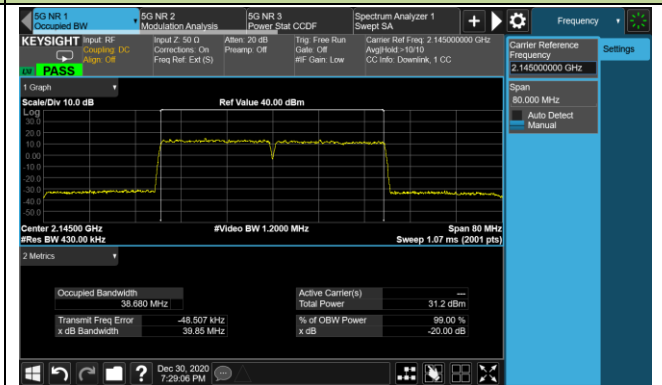 5G NR 1
Occupied BW
5G NR 2
Modulation Analysis
5G NR 3
Power Stat CCDF
Spectrum Analyzer 1
Swept SA
Frequency
KEYSIGHT
Input: RF
Coupling: DC
Align: Off
Input Z: 50 Ω
Corrections: On
Freq Ref: Ext (S)
Atten: 20 dB
Preamp: Off
Trig: Free Run
Gate: Off
#IF Gain: Low
Carrier Ref Freq: 2.145000000 GHz
Avg|Hold:>10/10
CC Info: Downlink, 1 CC
PASS
Carrier Reference
Frequency
2.145000000 GHz
Settings
Span
80.000 MHz
Auto Detect
Manual
1 Graph
Scale/Div 10.0 dB
Ref Value 40.00 dBm
Log
30.0
20.0
10.0
0.00
-10.0
-20.0
-30.0
-40.0
-50.0
Center 2.14500 GHz
#Video BW 1.2000 MHz
Span 80 MHz
#Res BW 430.00 kHz
Sweep 1.07 ms (2001 pts)
2 Metrics
Occupied Bandwidth
38.680 MHz
Active Carrier(s)
---
Total Power
31.2 dBm
Transmit Freq Error
-48.507 kHz
% of OBW Power
99.00 %
x dB Bandwidth
39.85 MHz
x dB
-20.00 dB
Dec 30, 2020
7:29:06 PM